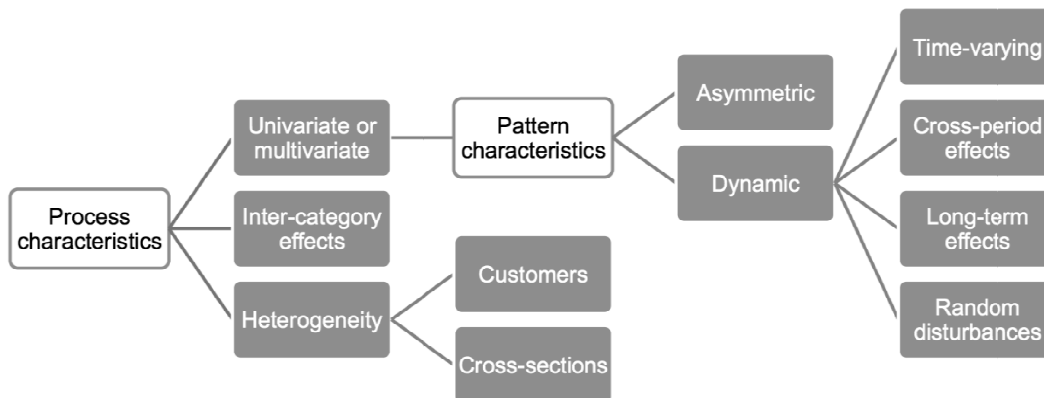 Process
characteristics
Univariate or
multivariate
Inter-category
effects
Heterogeneity
Pattern
characteristics
Customers
Cross-sections
Asymmetric
Dynamic
Time-varying
Cross-period
effects
Long-term
effects
Random
disturbances